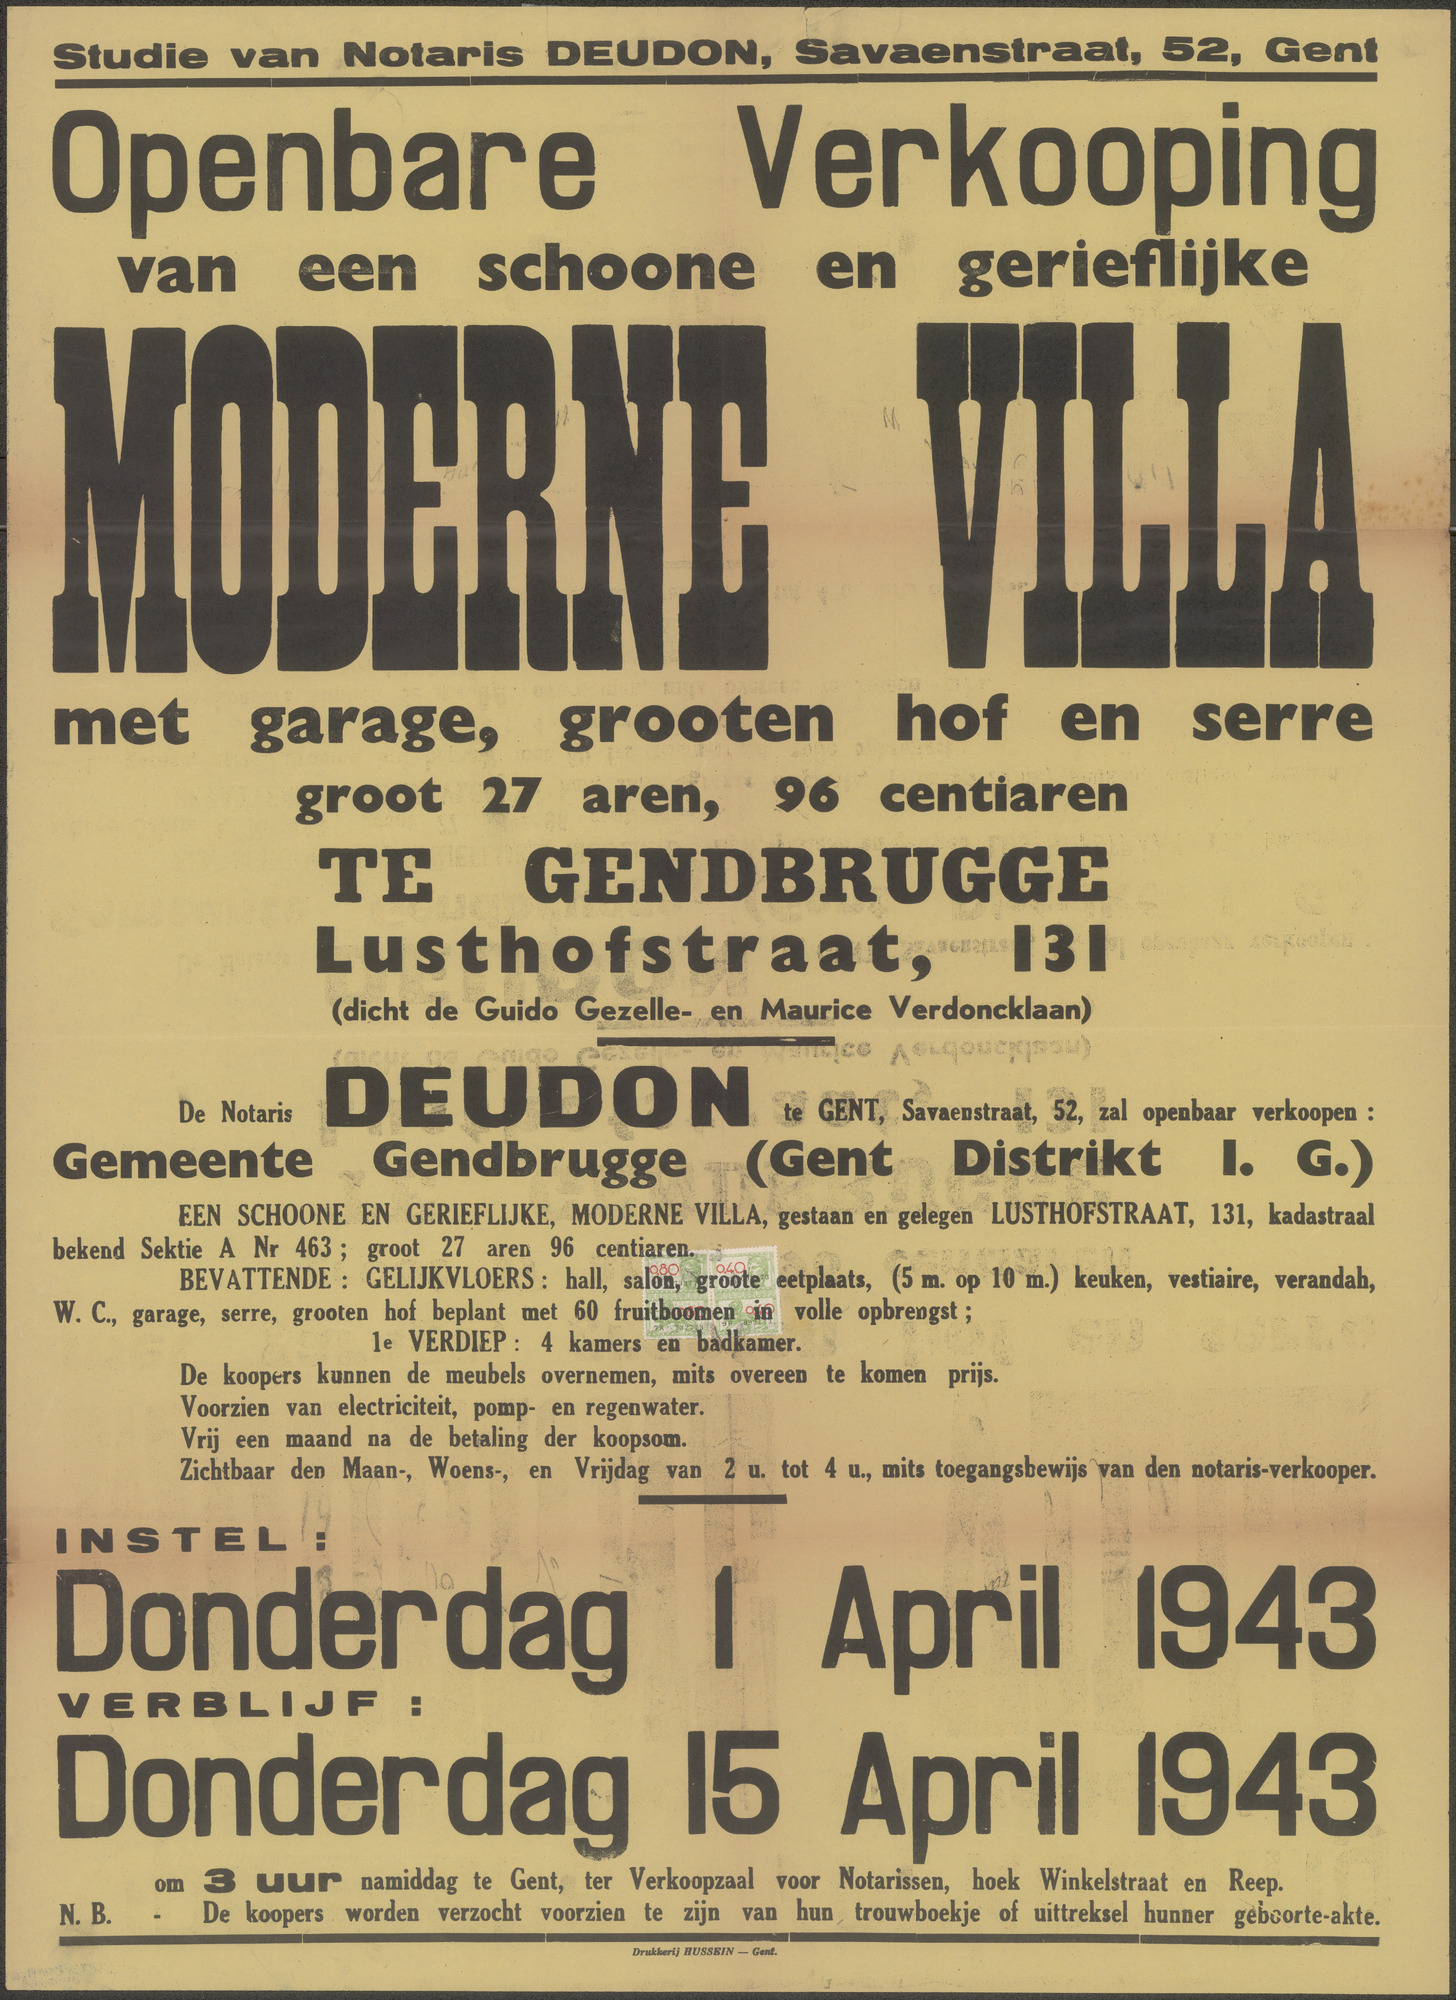 Studie van Notaris DEUDON, Savaenstraat, 52, Gent
Openbare Verkooping
van een schoone en gerieflijke
MODERNE VILLA
met garage, grooten hof en serre
groot 27 aren, 96 centiaren
TE GENDBRUGGE
Lusthofstraat, 131
(dicht de Guido Gezelle- en Maurice Verdoncklaan)
De Notaris DEUDON te GENT, Savaenstraat, 52, zal openbaar verkoopen :
Gemeente Gendbrugge (Gent Distrikt I. G.)
EEN SCHOONE EN GERIEFLIJKE, MODERNE VILLA, gestaan en gelegen LUSTHOFSTRAAT, 131, kadastraal
bekend Sektie A Nr 463 ; groot 27 aren 96 centiaren.
0,80 0,40
BEVATTENDE : GELIJKVLOERS : hall, salon, groote eetplaats, (5 m. op 10 m.) keuken, vestiaire, verandah,
W. C., garage, serre, grooten hof beplant met 60 fruitboomen in volle opbrengst ;
1e VERDIEP : 4 kamers en badkamer.
De koopers kunnen de meubels overnemen, mits overeen te komen prijs.
Voorzien van electriciteit, pomp- en regenwater.
Vrij een maand na de betaling der koopsom.
Zichtbaar den Maan-, Woens-, en Vrijdag van 2 u. tot 4 u., mits toegangsbewijs van den notaris-verkooper.
INSTEL :
Donderdag 1 April 1943
VERBLIJF :
Donderdag 15 April 1943
om 3 uur namiddag te Gent, ter Verkoopzaal voor Notarissen, hoek Winkelstraat en Reep.
N. B. - De koopers worden verzocht voorzien te zijn van hun trouwboekje of uittreksel hunner geboorte-akte.
Drukkerij HUSSEIN — Gent.